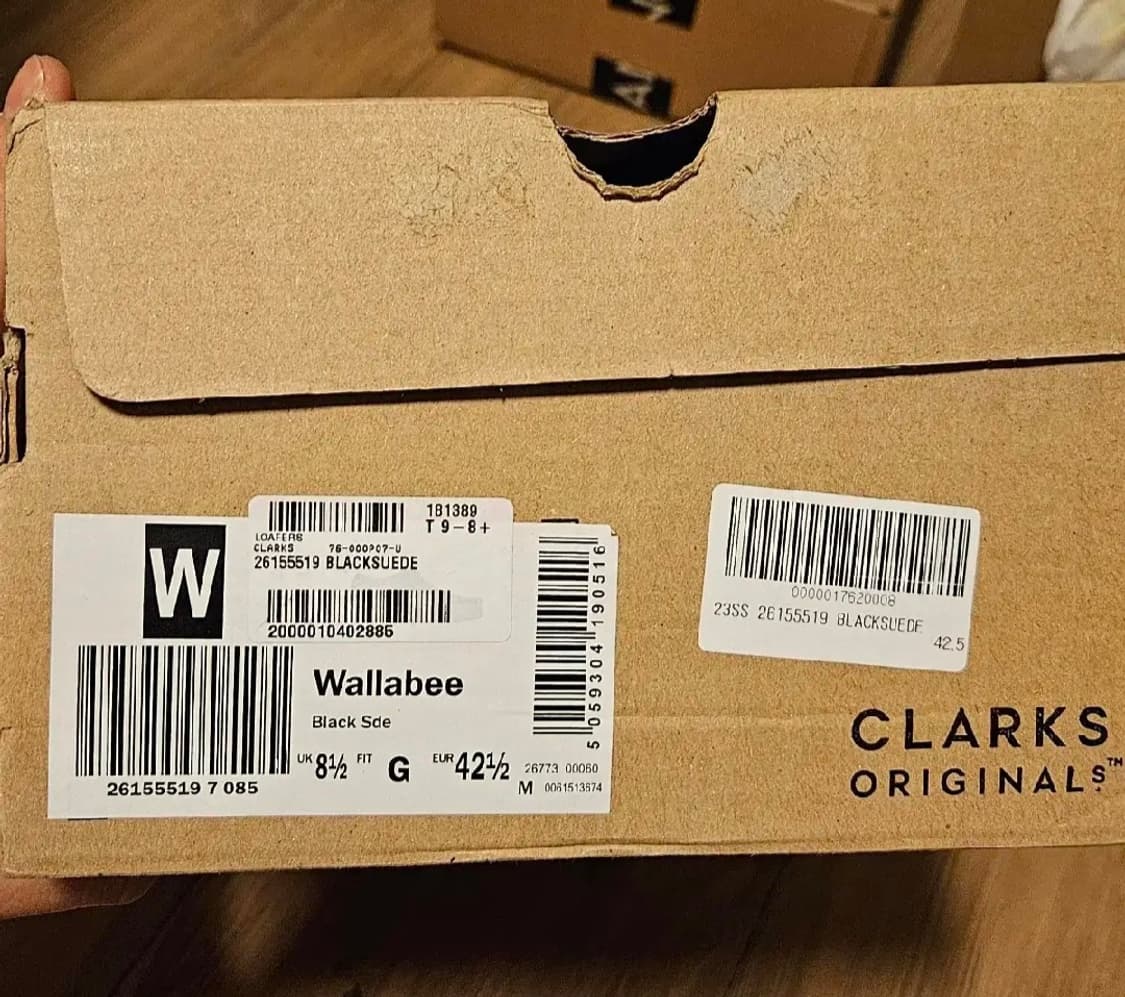 W
181389
T 9-8+
LOAFERS
CLARKS
26155519 BLACKSUEDE
2000010402886
Wallabee
Black Sde
UK 8½ FIT G EUR 42½
26155519 7 085
26773 00060
M 0061513674
5 059304 190516
0000017620008
23SS 26155519 BLACKSUEDE
42.5
CLARKS
ORIGINALS™